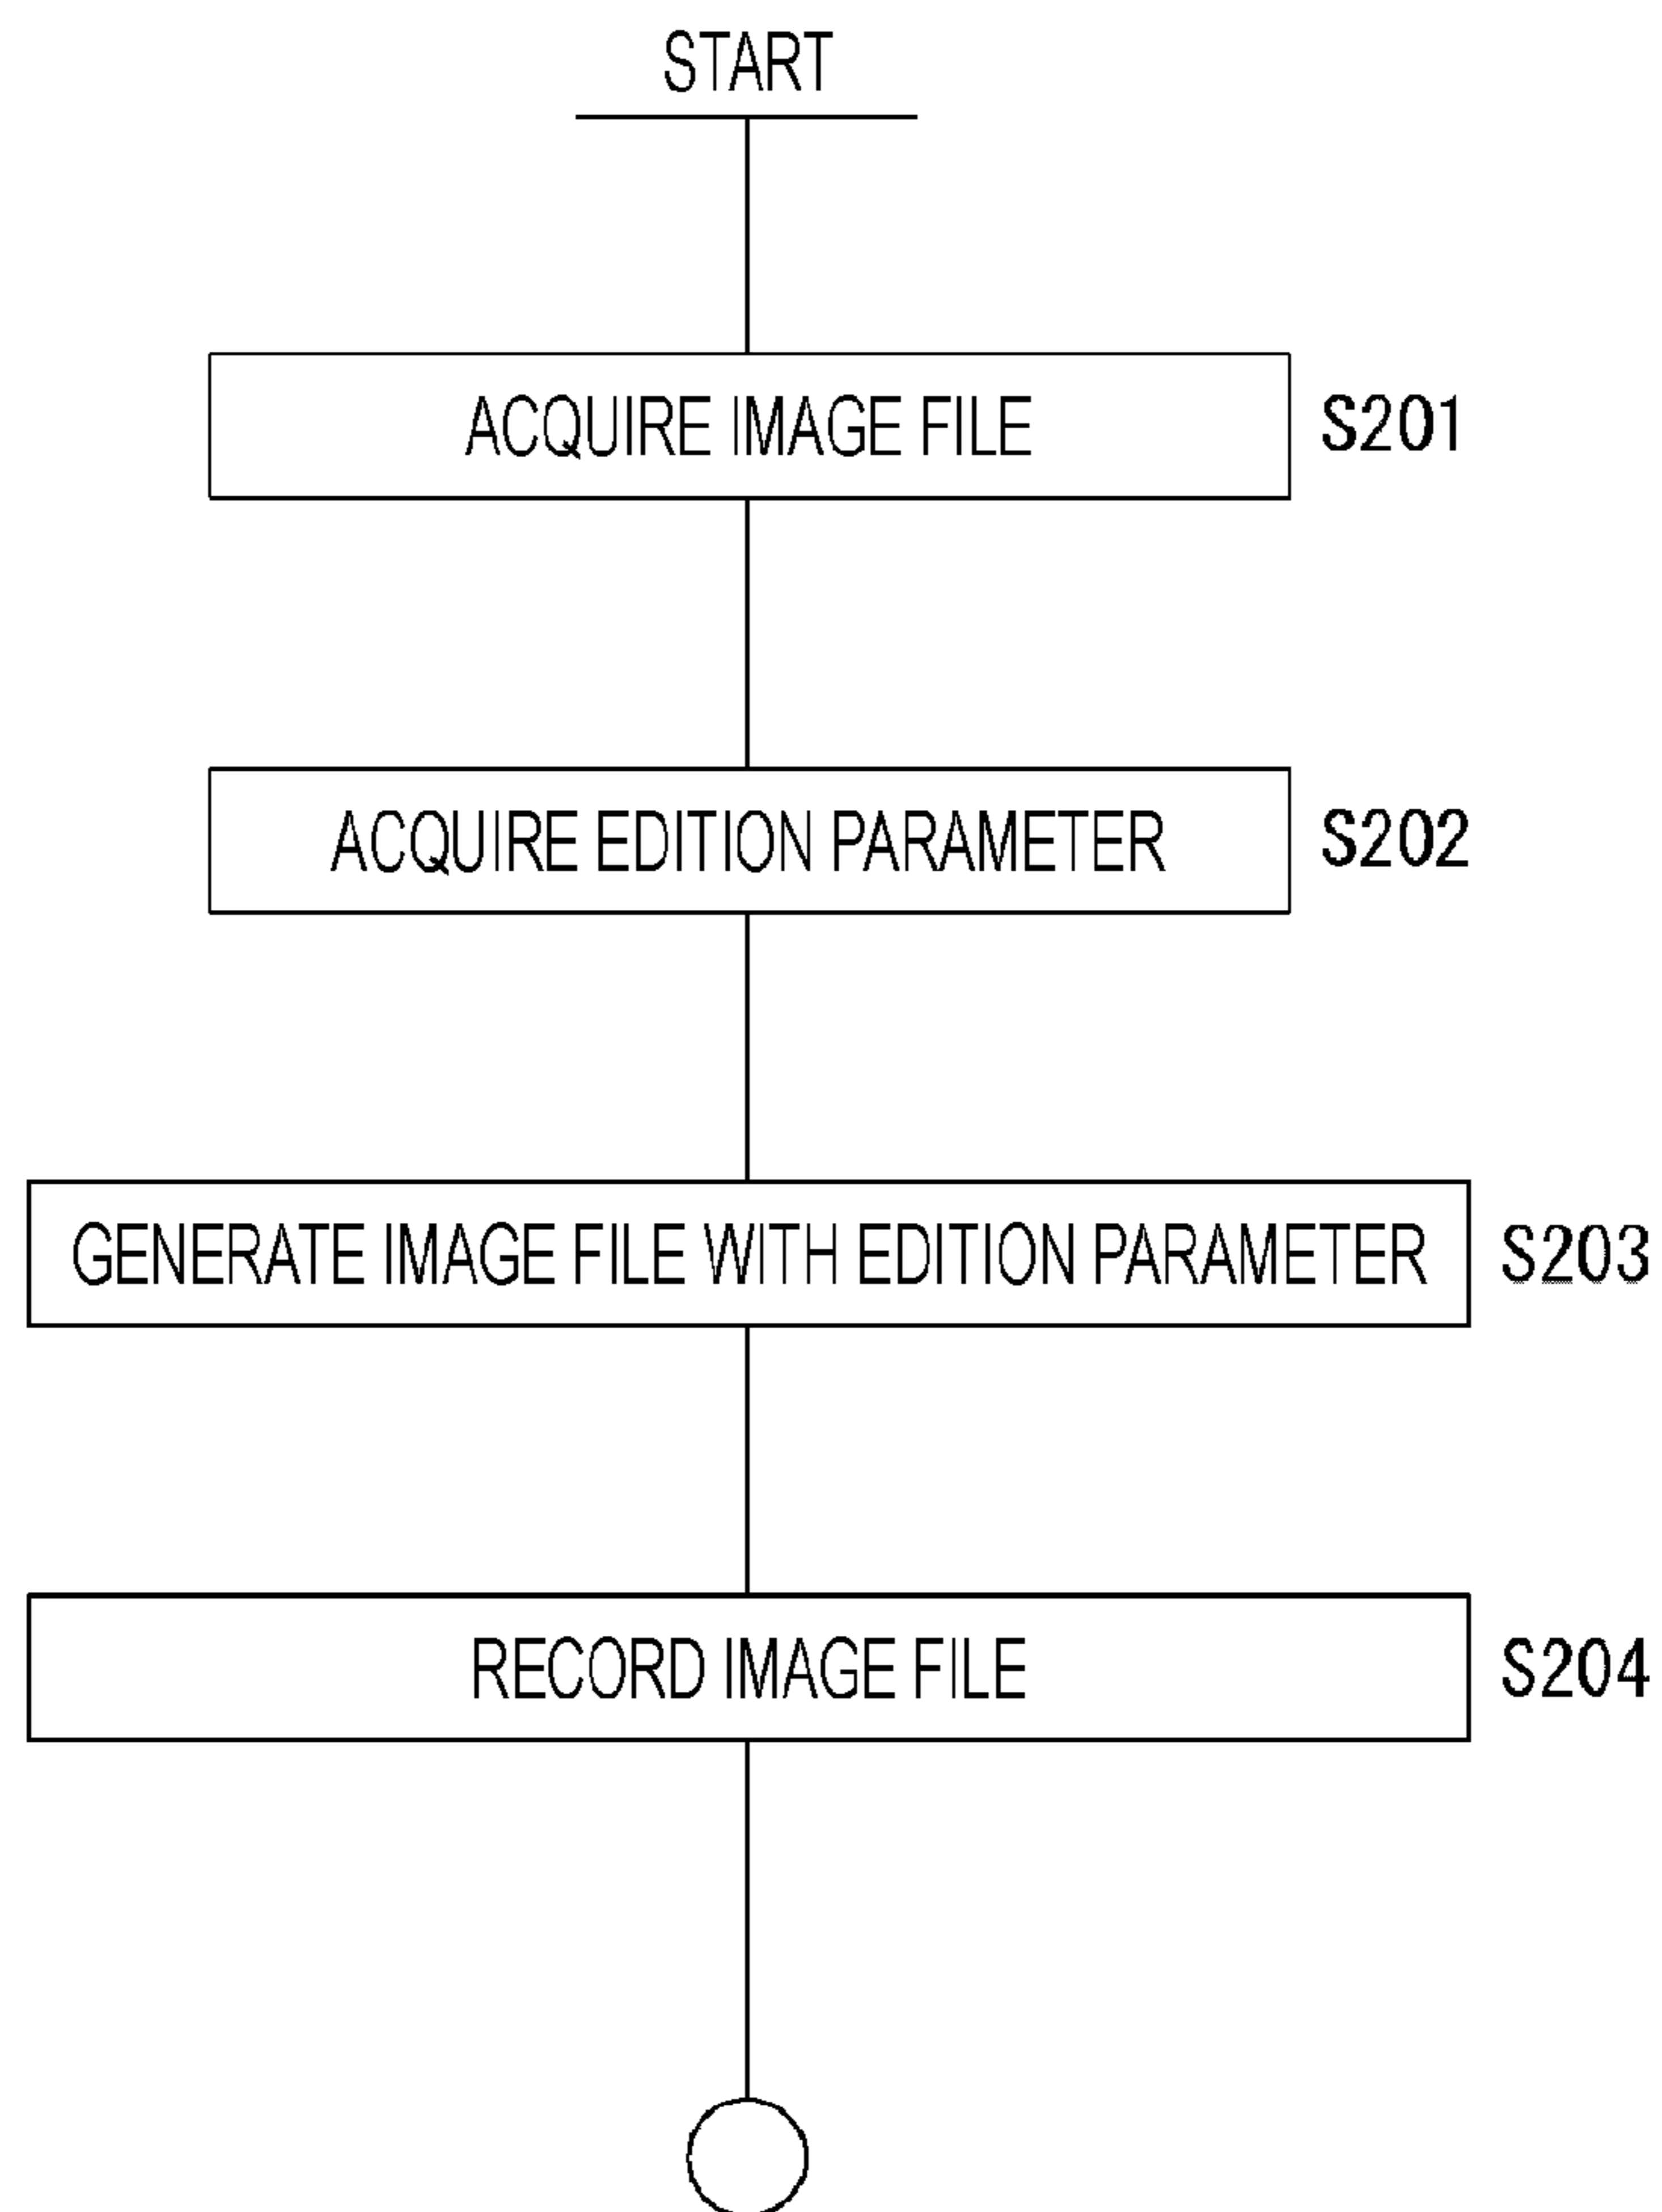 START
ACQUIRE IMAGE FILE S201
ACQUIRE EDITION PARAMETER S202
GENERATE IMAGE FILE WITH EDITION PARAMETER S203
RECORD IMAGE FILE S204